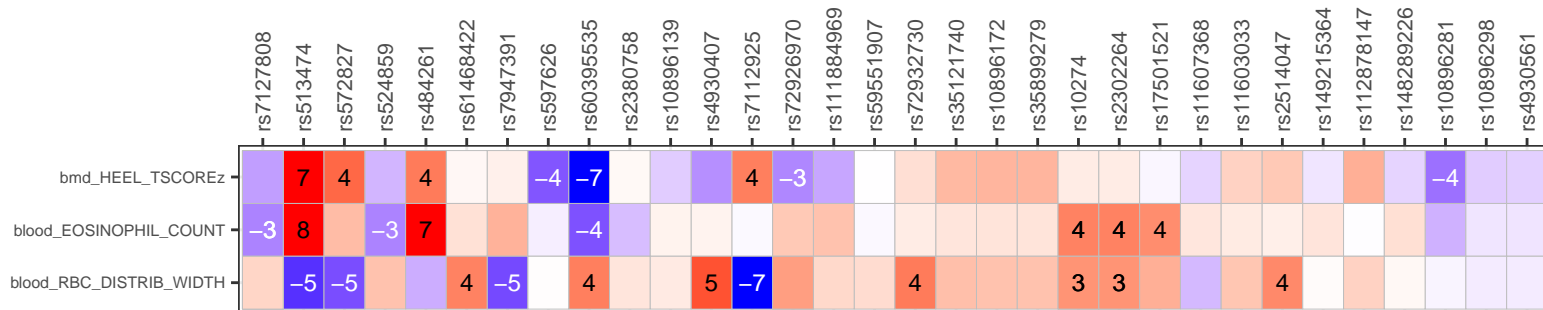 rs7127808 rs513474 rs572827 rs524859 rs484261 rs61468422 rs7947391 rs597626 rs60395535 rs2380758 rs10896139 rs4930407 rs7112925 rs72926970 rs111884969 rs59551907 rs72932730 rs35121740 rs10896172 rs35899279 rs10274 rs2302264 rs17501521 rs11607368 rs11603033 rs2514047 rs149215364 rs112878147 rs148289226 rs10896281 rs10896298 rs4930561
bmd_HEEL_TSCOREz 7 4 4 −4 −7 4 −3 −4
blood_EOSINOPHIL_COUNT −3 8 −3 7 −4 4 4 4
blood_RBC_DISTRIB_WIDTH −5 −5 4 −5 4 5 −7 4 3 3 4